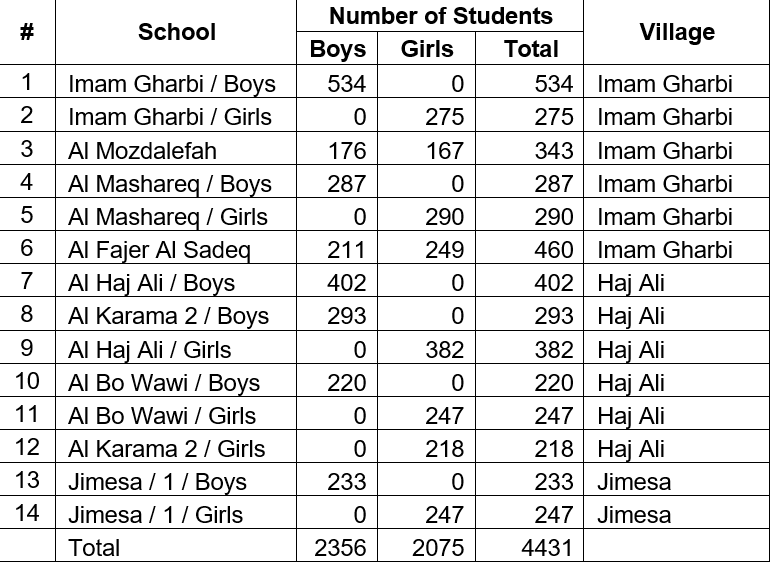 # School Number of Students Village
Boys Girls Total
1 Imam Gharbi / Boys 534 0 534 Imam Gharbi
2 Imam Gharbi / Girls 0 275 275 Imam Gharbi
3 Al Mozdalefah 176 167 343 Imam Gharbi
4 Al Mashareq / Boys 287 0 287 Imam Gharbi
5 Al Mashareq / Girls 0 290 290 Imam Gharbi
6 Al Fajer Al Sadeq 211 249 460 Imam Gharbi
7 Al Haj Ali / Boys 402 0 402 Haj Ali
8 Al Karama 2 / Boys 293 0 293 Haj Ali
9 Al Haj Ali / Girls 0 382 382 Haj Ali
10 Al Bo Wawi / Boys 220 0 220 Haj Ali
11 Al Bo Wawi / Girls 0 247 247 Haj Ali
12 Al Karama 2 / Girls 0 218 218 Haj Ali
13 Jimesa / 1 / Boys 233 0 233 Jimesa
14 Jimesa / 1 / Girls 0 247 247 Jimesa
Total 2356 2075 4431